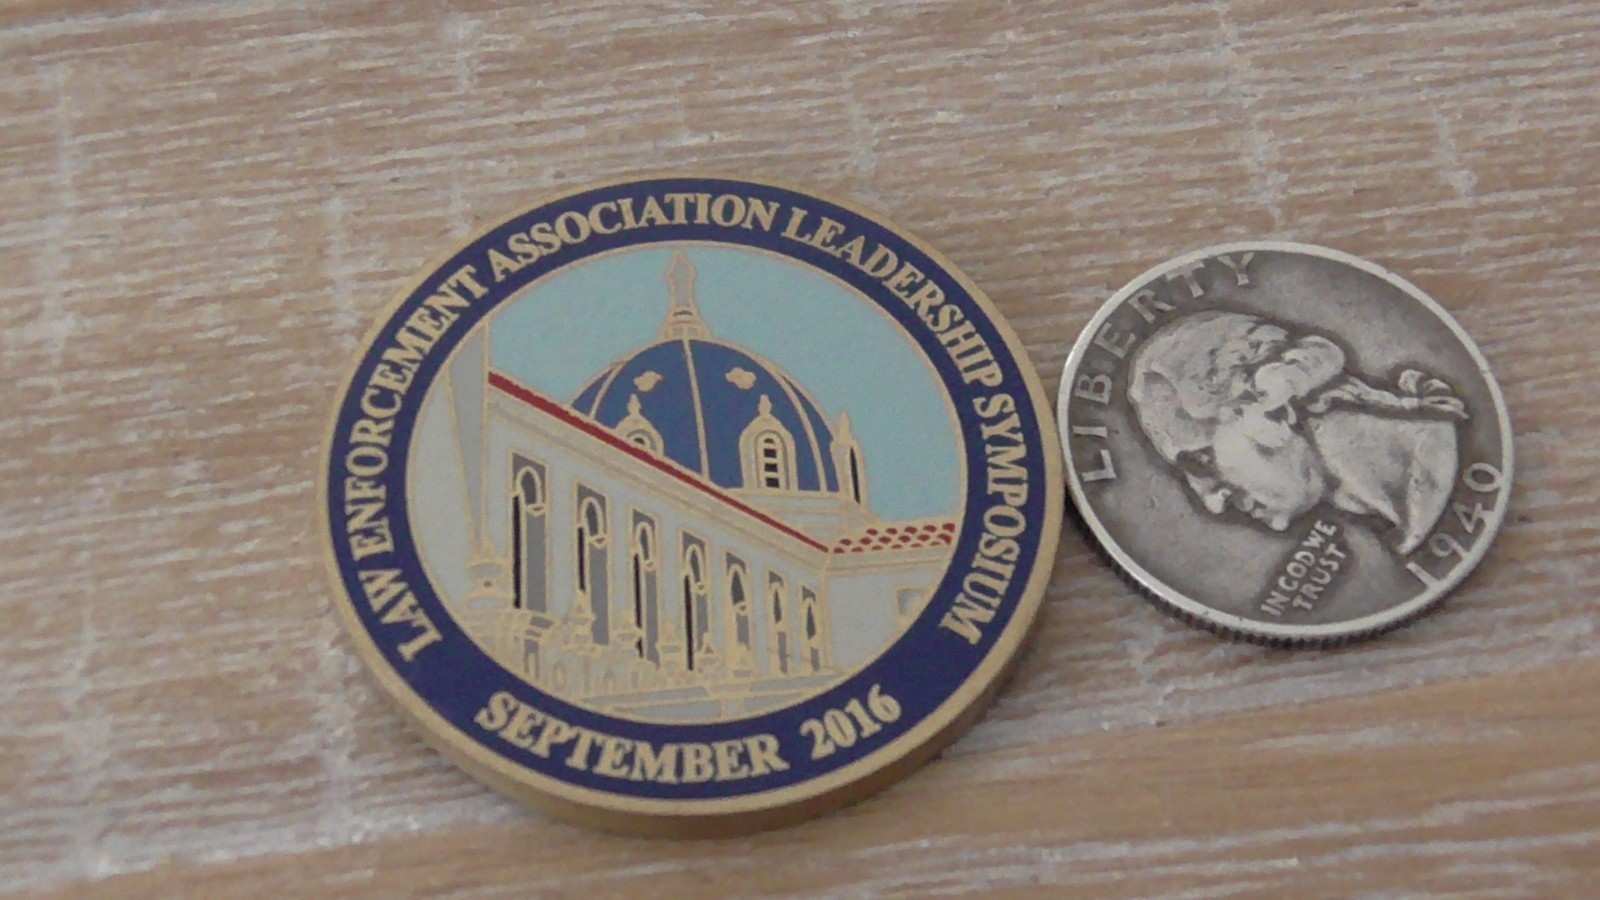 LAW ENFORCEMENT ASSOCIATION LEADERSHIP SYMPOSIUM
SEPTEMBER 2016
LIBERTY
IN GOD WE
TRUST
1940